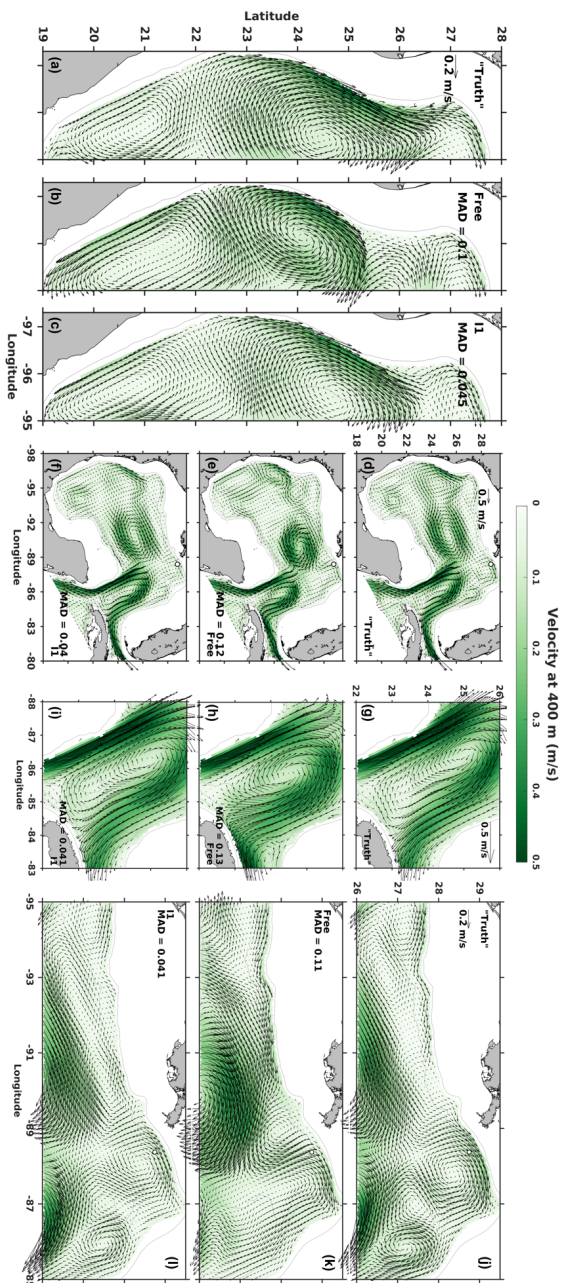 Latitude
19 20 21 22 23 24 25 26 27 28
"Truth"
0.2 m/s
(a)
Free
MAD = 0.1
(b)
I1
MAD = 0.045
(c)
-97 -96 -95
Longitude
Velocity at 400 m (m/s)
0 0.1 0.2 0.3 0.4 0.5
18 20 22 24 26 28
(d)
0.5 m/s
"Truth"
(e)
MAD = 0.12
Free
(f)
MAD = 0.04
I1
-98 -95 -92 -89 -86 -83 -80
Longitude
22 23 24 25 26
(g)
0.5 m/s
"Truth"
(h)
MAD = 0.13
Free
(i)
MAD = 0.041
I1
-88 -87 -86 -85 -84 -83
Longitude
26 27 28 29
"Truth"
0.2 m/s
(j)
Free
MAD = 0.11
(k)
I1
MAD = 0.041
(l)
-95 -93 -91 -89 -87
Longitude